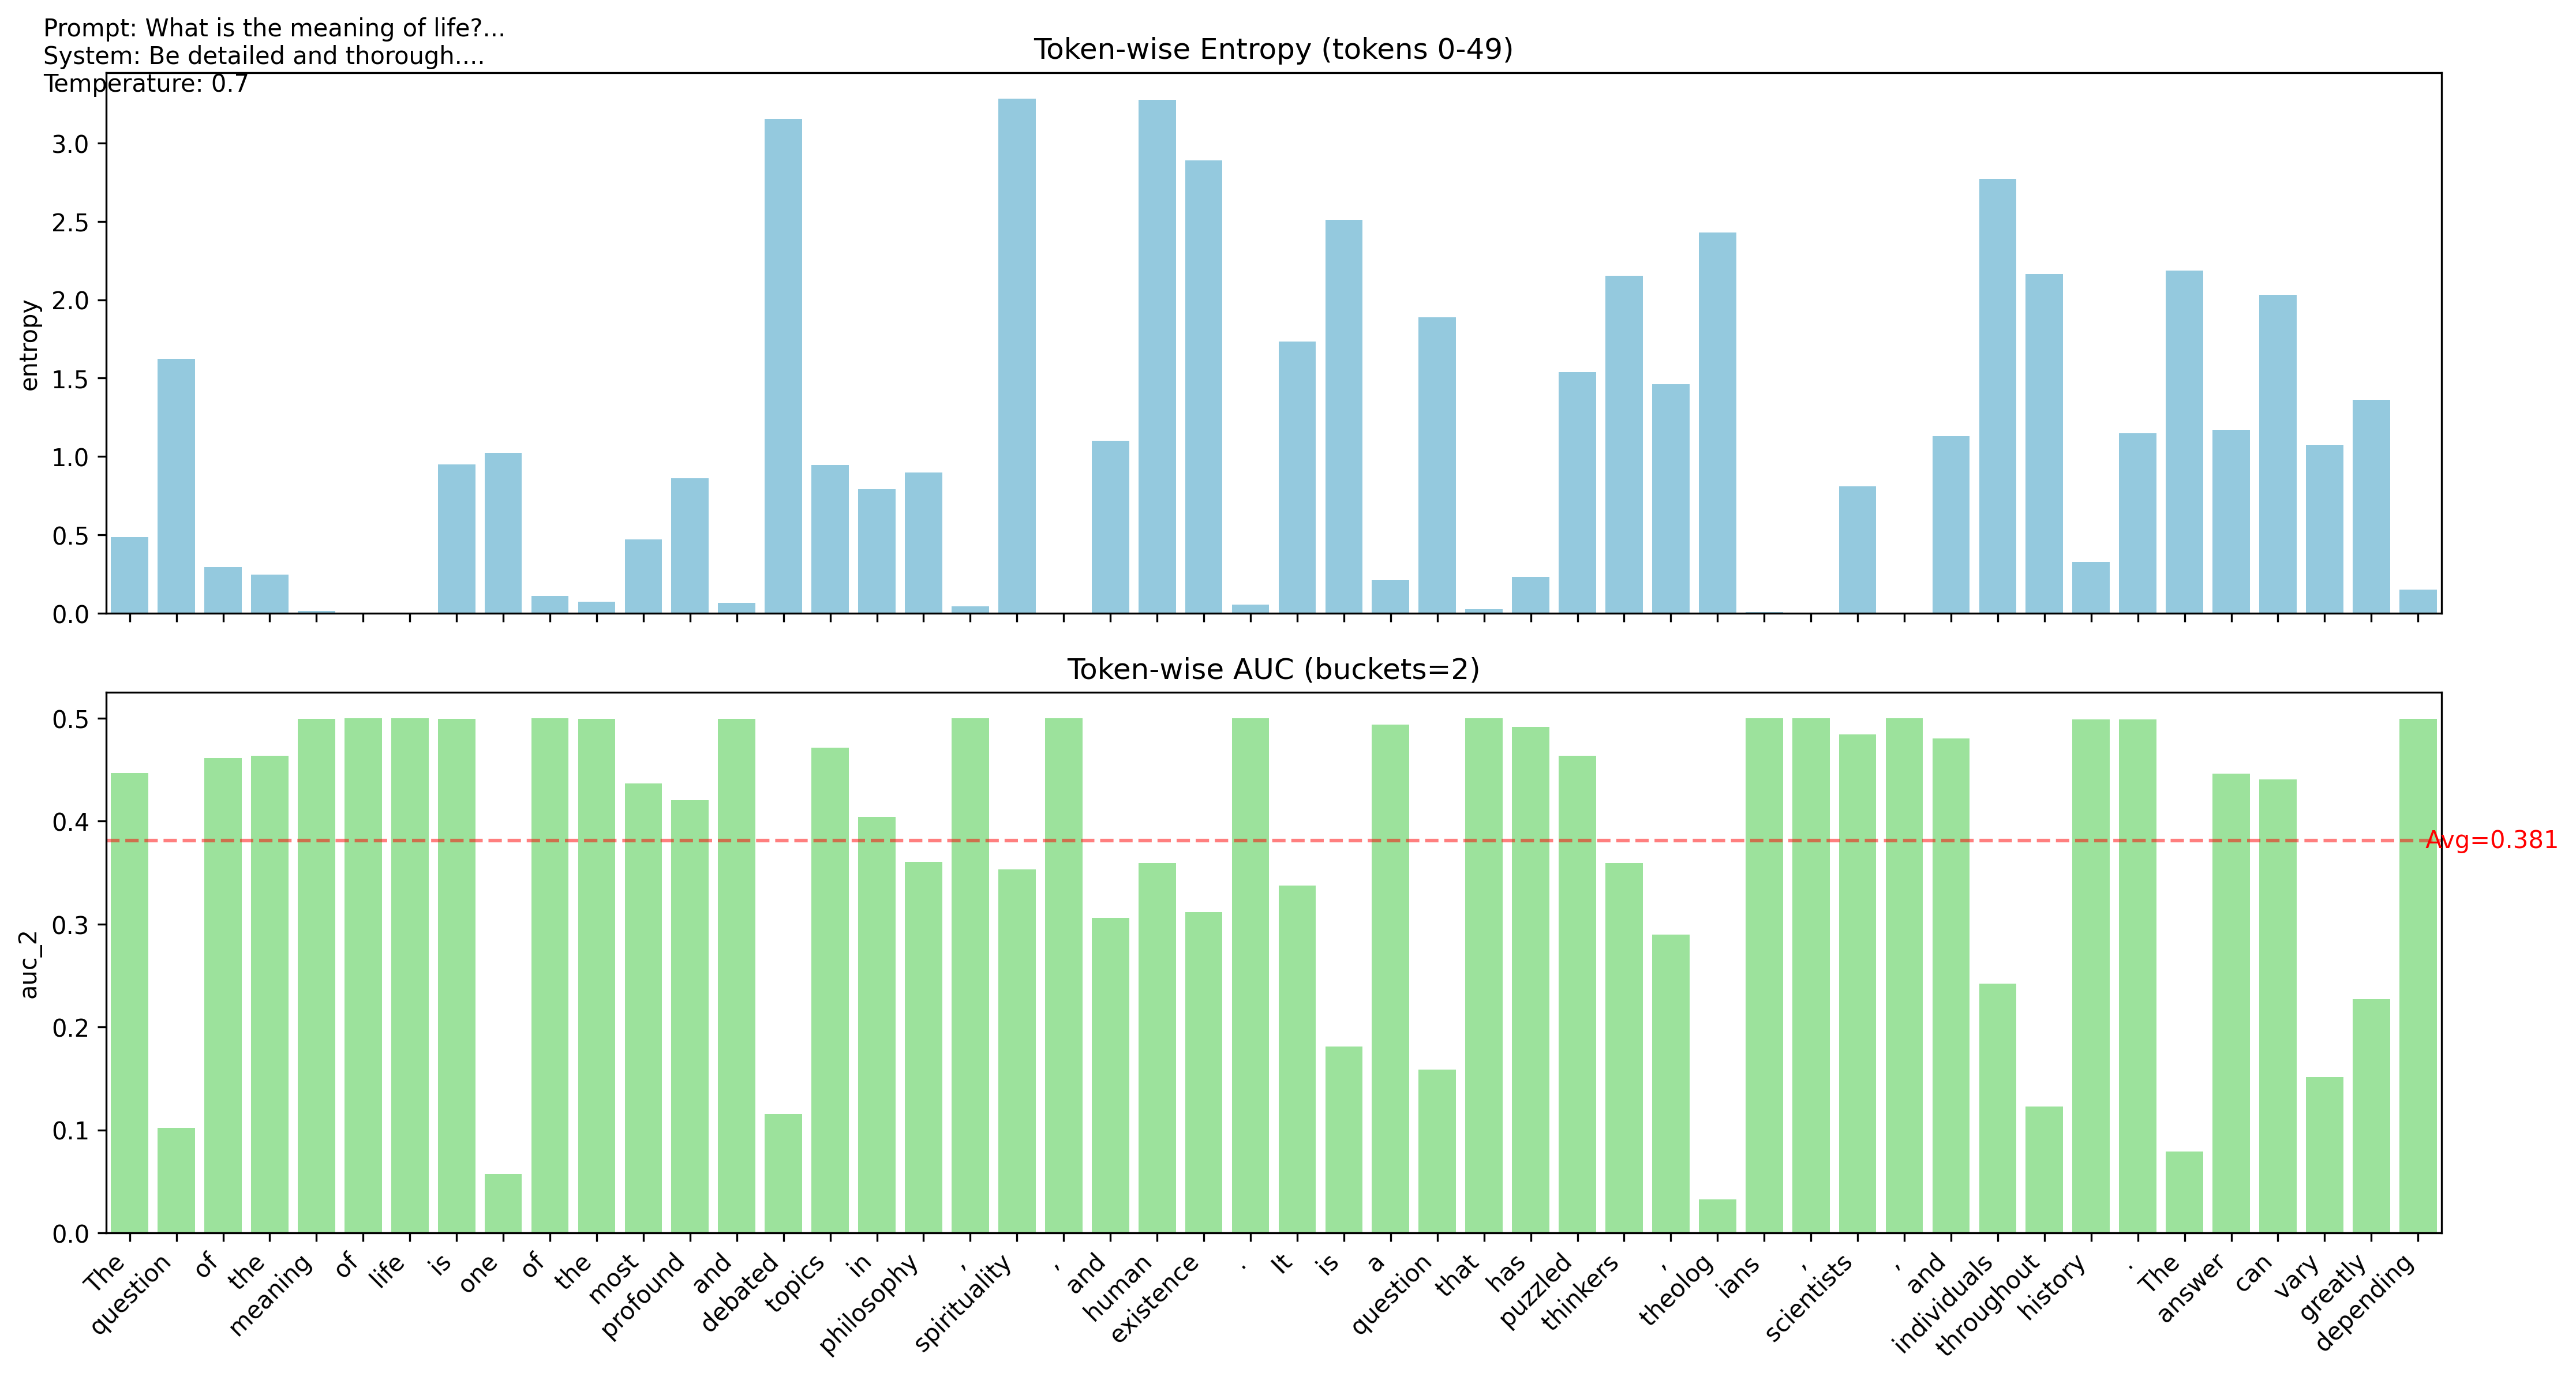 Prompt: What is the meaning of life?...
System: Be detailed and thorough....
Temperature: 0.7
Token-wise Entropy (tokens 0-49)
entropy
3.0
2.5
2.0
1.5
1.0
0.5
0.0
Token-wise AUC (buckets=2)
auc_2
0.5
0.4
0.3
0.2
0.1
0.0
Avg=0.381
The
question
of
the
meaning
of
life
is
one
of
the
most
profound
and
debated
topics
in
philosophy
,
spirituality
,
and
human
existence
.
It
is
a
question
that
has
puzzled
thinkers
,
theolog
ians
,
scientists
,
and
individuals
throughout
history
.
The
answer
can
vary
greatly
depending